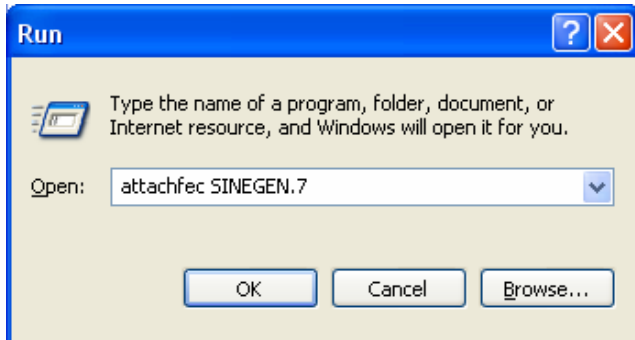 Run
Type the name of a program, folder, document, or
Internet resource, and Windows will open it for you.
Open: attachfec SINEGEN.7
OK Cancel Browse...